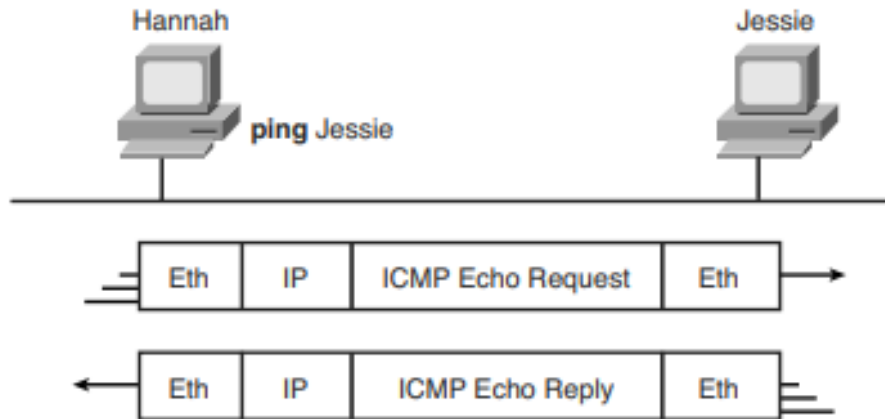 Hannah
Jessie
ping Jessie
Eth IP ICMP Echo Request Eth
Eth IP ICMP Echo Reply Eth